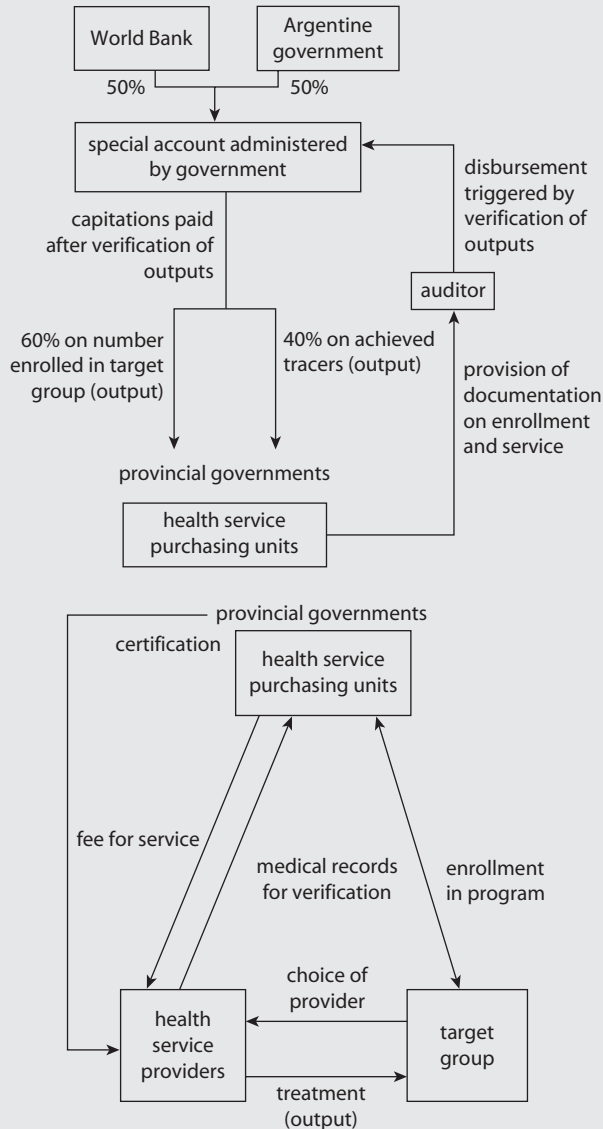 World Bank
Argentine
government
50%
50%
special account administered
by government
capitations paid
after verification of
outputs
disbursement
triggered by
verification of
outputs
auditor
60% on number
enrolled in target
group (output)
40% on achieved
tracers (output)
provision of
documentation
on enrollment
and service
provincial governments
health service
purchasing units
provincial governments
certification
health service
purchasing units
fee for service
medical records
for verification
enrollment
in program
choice of
provider
health
service
providers
target
group
treatment
(output)